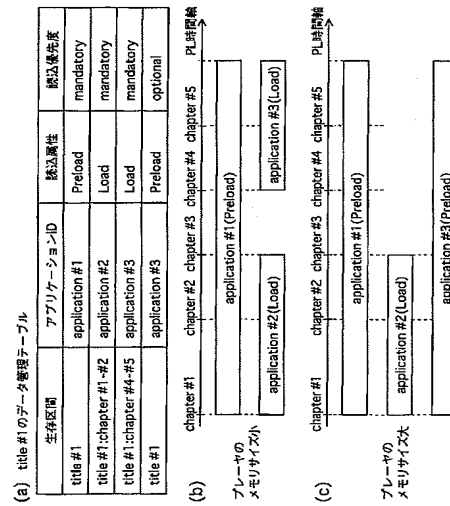 (a) title #1のデータ管理テーブル
生存区間 アプリケーションID 読込属性 読込優先度
title #1 application #1 Preload mandatory
title #1:chapter #1-#2 application #2 Load mandatory
title #1:chapter #4-#5 application #3 Load mandatory
title #1 application #3 Preload optional
(b) chapter #1 chapter #2 chapter #3 chapter #4 chapter #5 PL時間軸
プレーヤの
メモリサイズ小
application #1(Preload)
application #2(Load) application #3(Load)
(c) chapter #1 chapter #2 chapter #3 chapter #4 chapter #5 PL時間軸
プレーヤの
メモリサイズ大
application #1(Preload)
application #2(Load)
application #3(Preload)